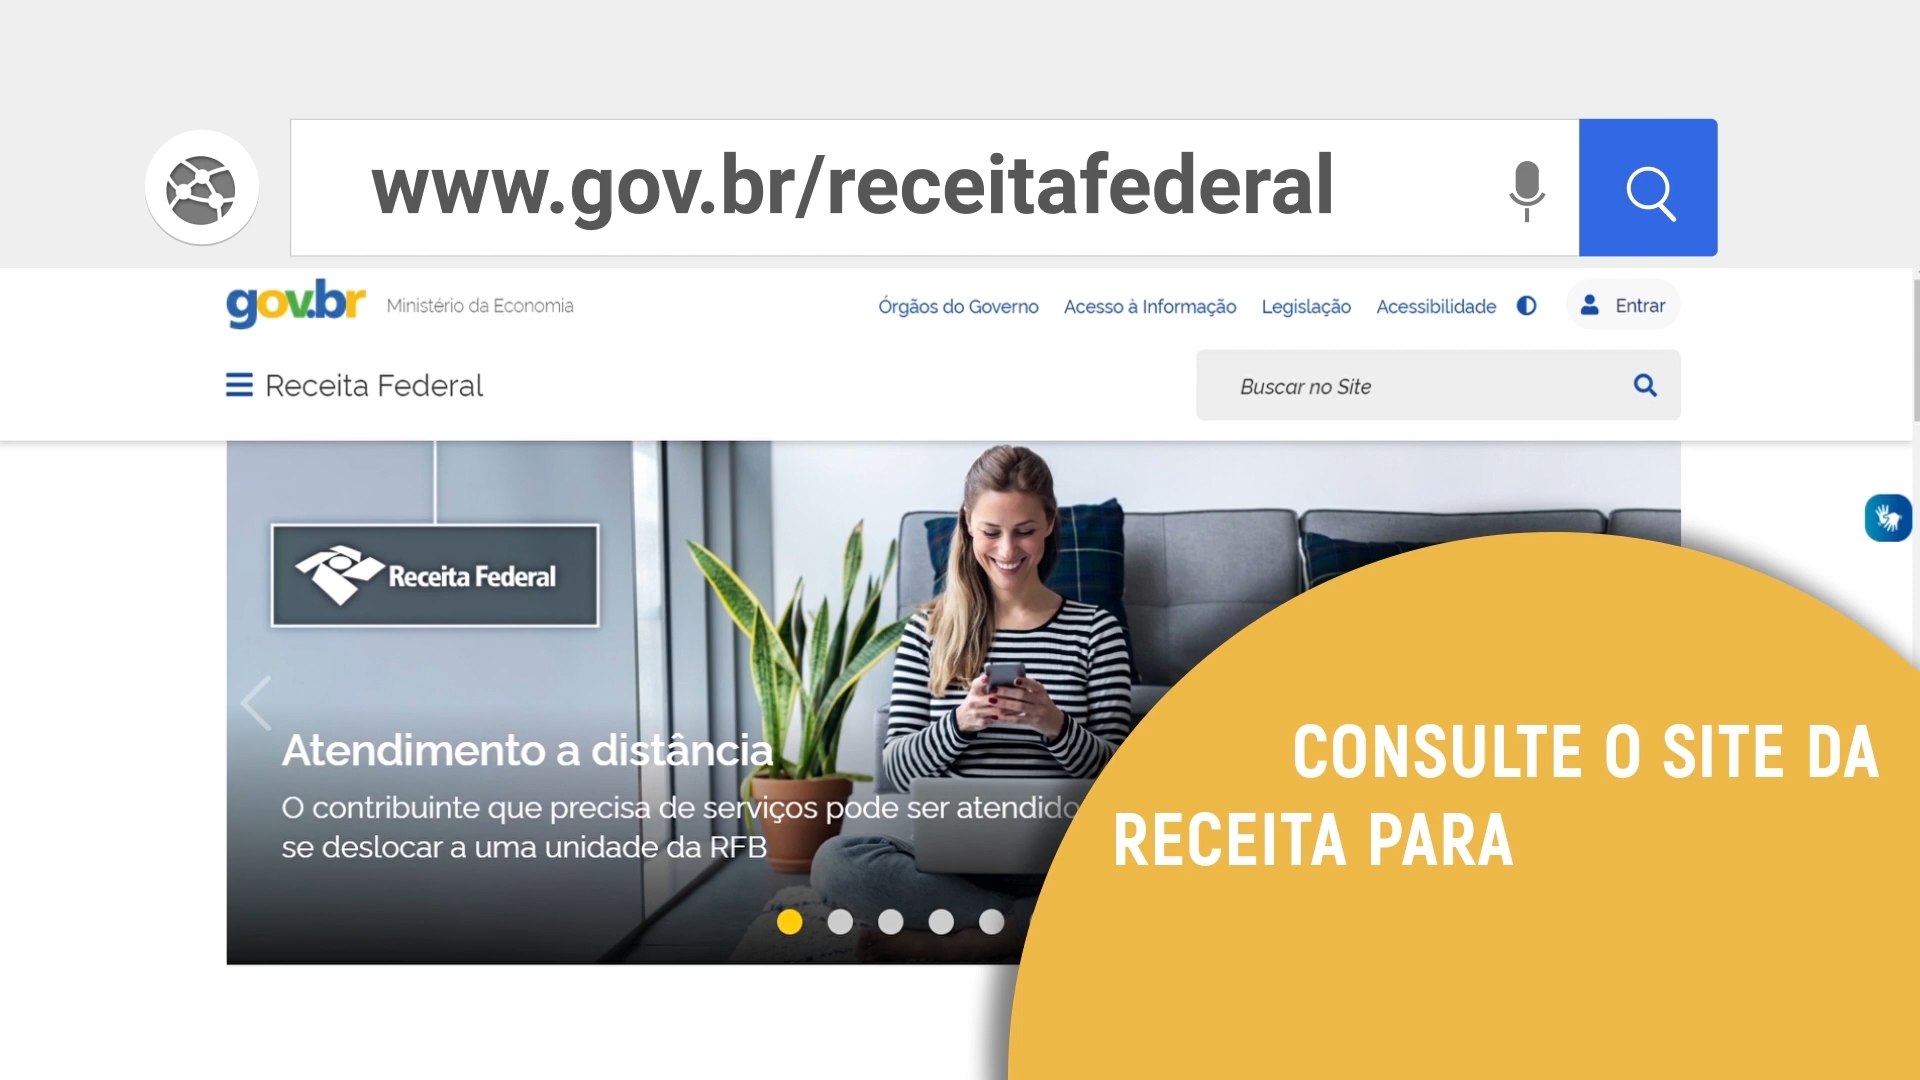 www.gov.br/receitafederal
gov.br Ministério da Economia Órgãos do Governo Acesso à Informação Legislação Acessibilidade Entrar
Receita Federal Buscar no Site
Receita Federal
Atendimento a distância
O contribuinte que precisa de serviços pode ser atendido
se deslocar a uma unidade da RFB
CONSULTE O SITE DA
RECEITA PARA